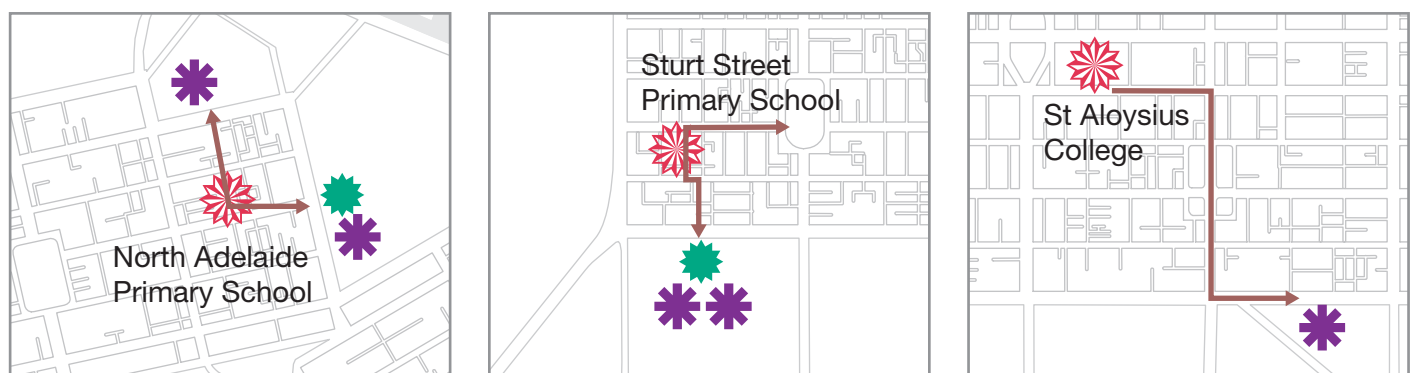 North Adelaide
Primary School
Sturt Street
Primary School
St Aloysius
College